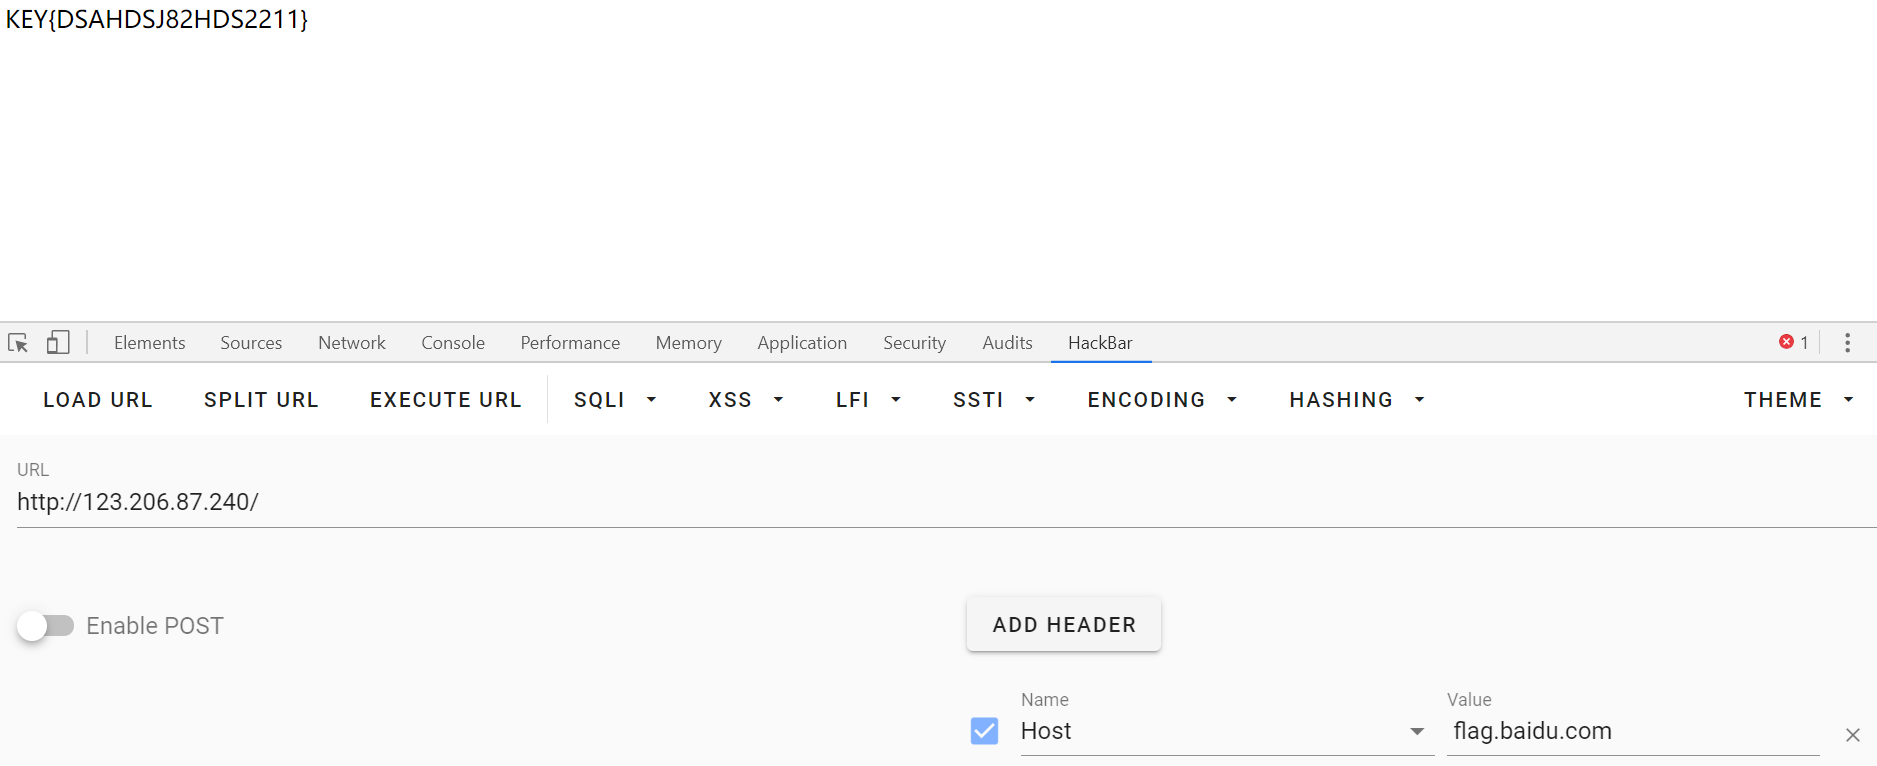 KEY{DSAHDSJ82HDS2211}
Elements Sources Network Console Performance Memory Application Security Audits HackBar 1
LOAD URL SPLIT URL EXECUTE URL SQLI XSS LFI SSTI ENCODING HASHING THEME
URL
http://123.206.87.240/
Enable POST ADD HEADER
Name Value
Host flag.baidu.com